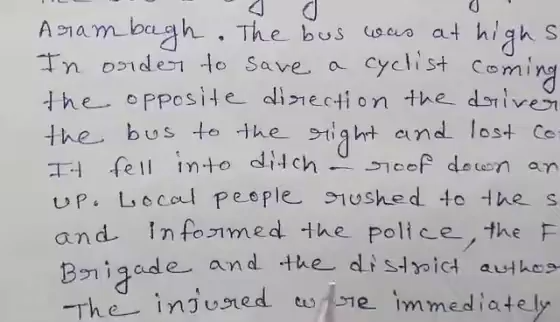 Arambagh. The bus was at high
In order to save a cyclist coming
the opposite direction the driver
the bus to the right and lost
It fell into ditch – roof down
up. Local people rushed to the
and informed the police, the
Brigade and the district
The injured were immediately